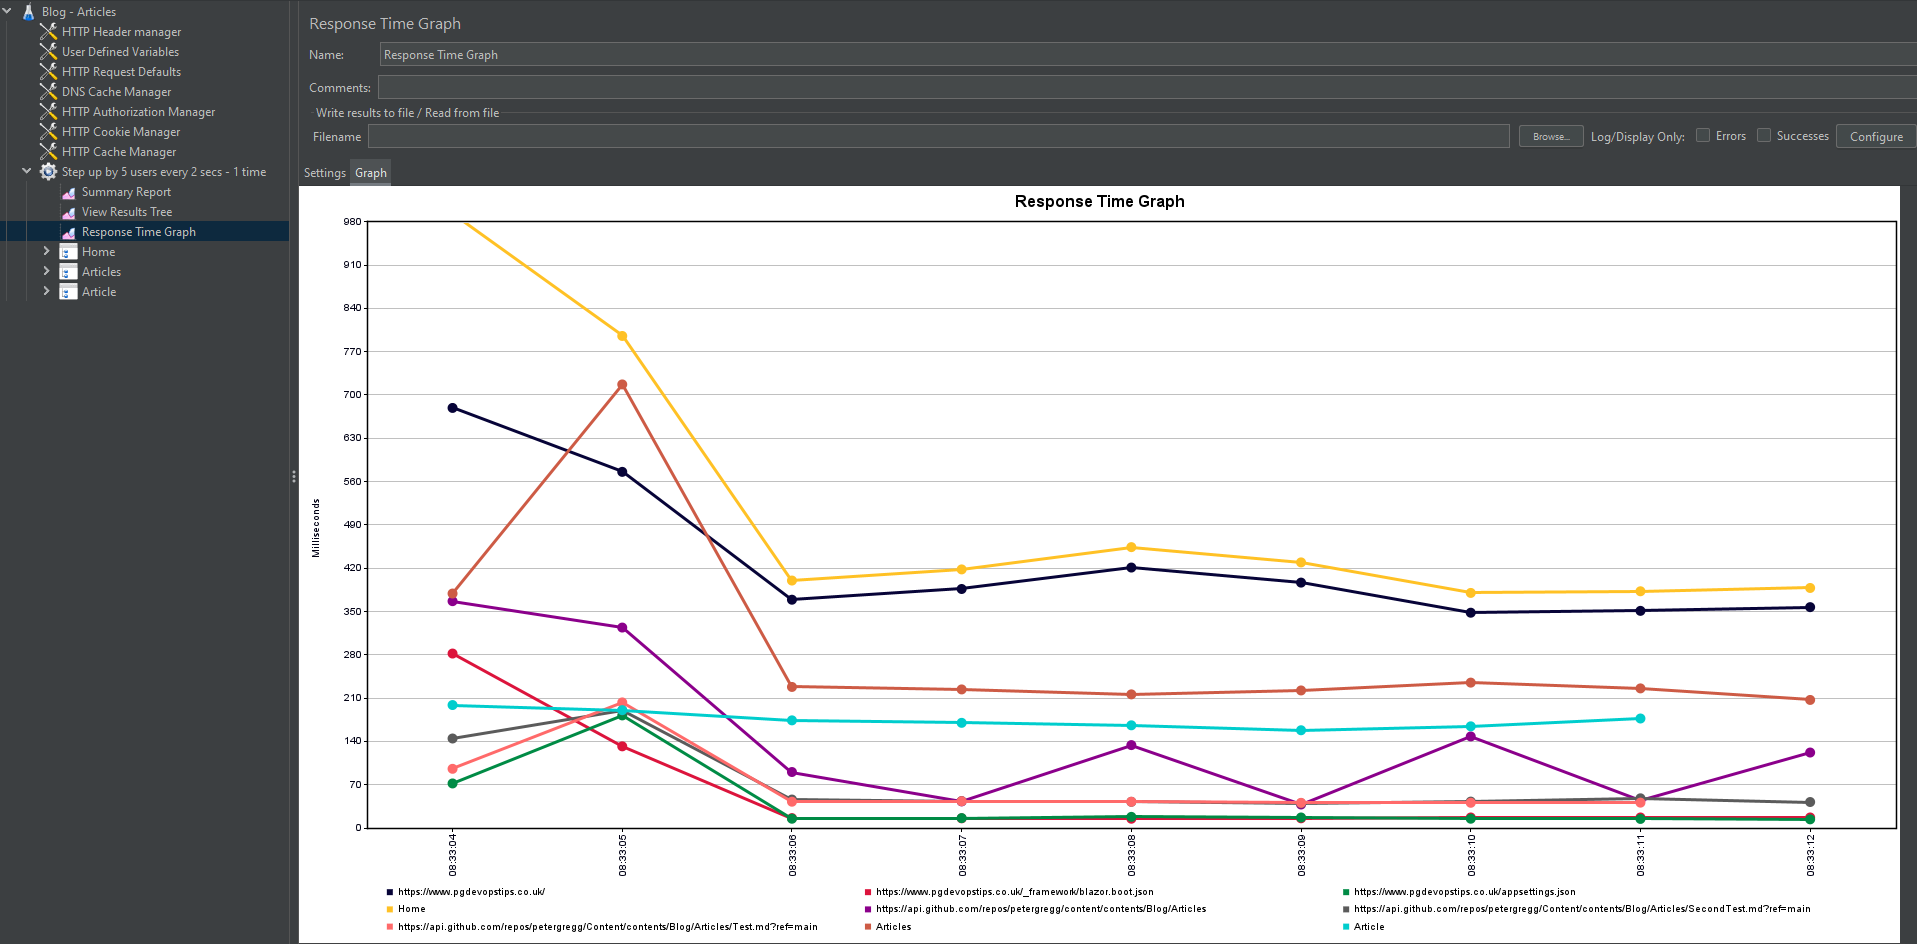 Blog - Articles
HTTP Header manager
User Defined Variables
HTTP Request Defaults
DNS Cache Manager
HTTP Authorization Manager
HTTP Cookie Manager
HTTP Cache Manager
Step up by 5 users every 2 secs - 1 time
Summary Report
View Results Tree
Response Time Graph
Home
Articles
Article
Response Time Graph
Name: Response Time Graph
Comments:
Write results to file / Read from file
Filename Browse... Log/Display Only: Errors Successes Configure
Settings Graph
Response Time Graph
980
910
840
770
700
630
560
490
420
350
280
210
140
70
0
Milliseconds
08:33:04 08:33:05 08:33:06 08:33:07 08:33:08 08:33:09 08:33:10 08:33:11 08:33:12
https://www.pgdevopstips.co.uk/ https://www.pgdevopstips.co.uk/_framework/blazor.boot.json https://www.pgdevopstips.co.uk/appsettings.json
Home https://api.github.com/repos/petergregg/content/contents/Blog/Articles https://api.github.com/repos/petergregg/Content/contents/Blog/Articles/SecondTest.md?ref=main
https://api.github.com/repos/petergregg/Content/contents/Blog/Articles/Test.md?ref=main Articles Article